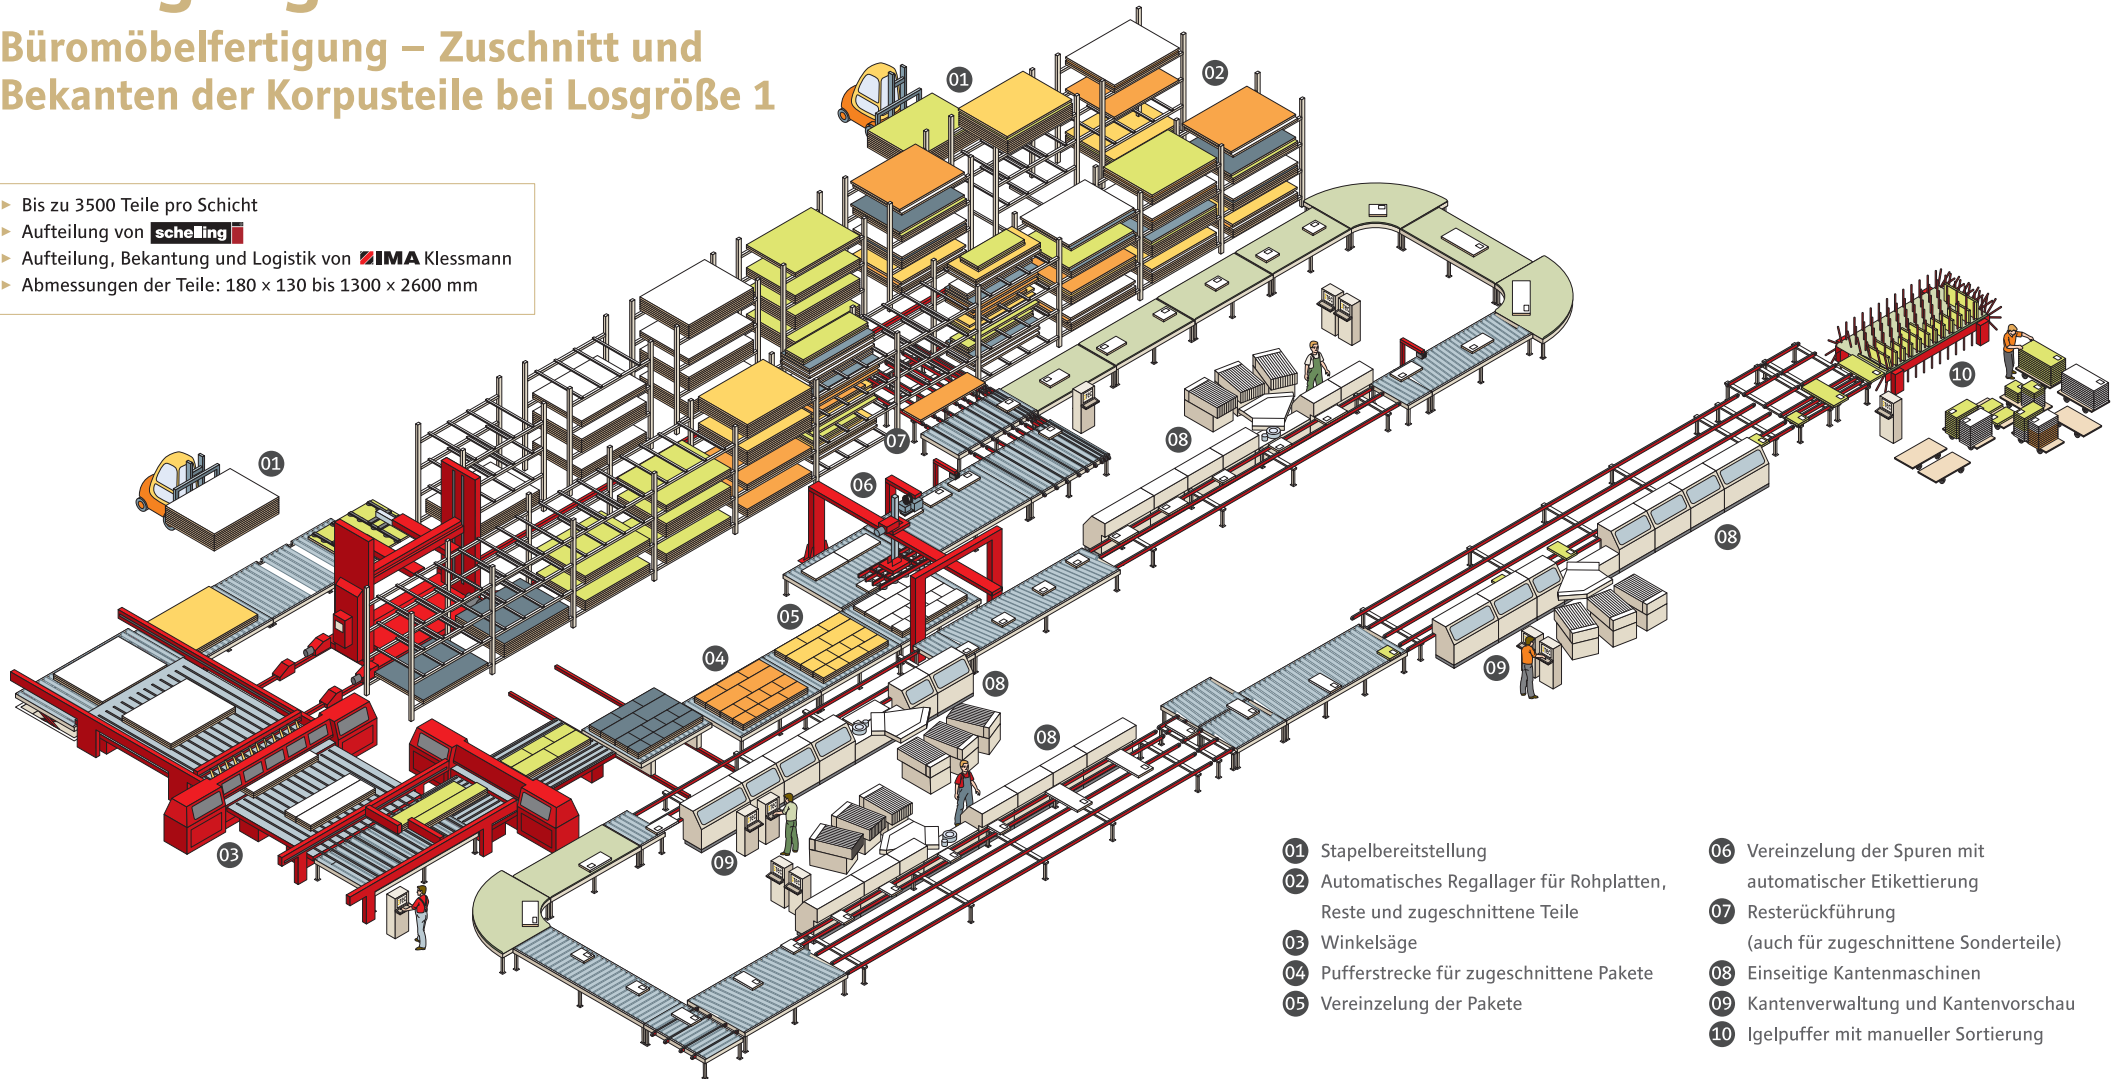 Büromöbelfertigung – Zuschnitt und
Bekanten der Korpusteile bei Losgröße 1
Bis zu 3500 Teile pro Schicht
Aufteilung von schelling
Aufteilung, Bekantung und Logistik von IMA Klessmann
Abmessungen der Teile: 180 x 130 bis 1300 x 2600 mm
01
02
01
10
07
08
06
08
05
04
08
09
08
03
09
01 Stapelbereitstellung
02 Automatisches Regallager für Rohplatten,
Reste und zugeschnittene Teile
03 Winkelsäge
04 Pufferstrecke für zugeschnittene Pakete
05 Vereinzelung der Pakete
06 Vereinzelung der Spuren mit
automatischer Etikettierung
07 Resterückführung
(auch für zugeschnittene Sonderteile)
08 Einseitige Kantenmaschinen
09 Kantenverwaltung und Kantenvorschau
10 Igelpuffer mit manueller Sortierung